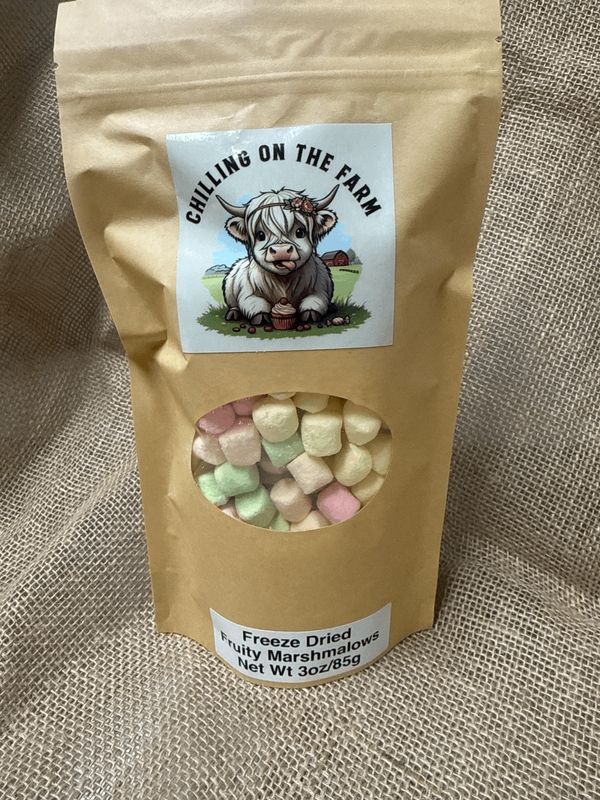 CHILLING ON THE FARM
Freeze Dried
Fruity Marshmalows
Net Wt 3oz/85g